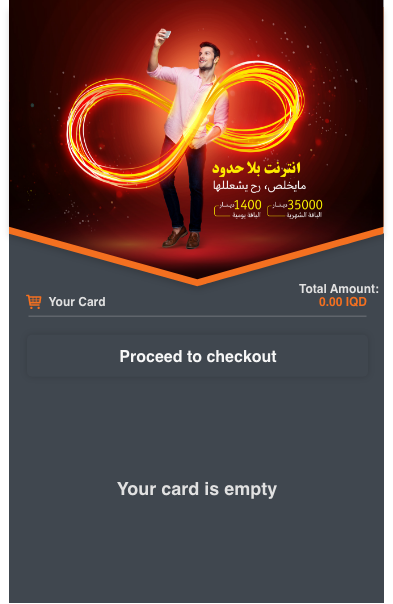 انترنت بلا حدود
مايخلص، رح يشعللها
35000 دينار
الباقة الشهرية
1400 دينار
الباقة يومية
Total Amount:
Your Card
0.00 IQD
Proceed to checkout
Your card is empty